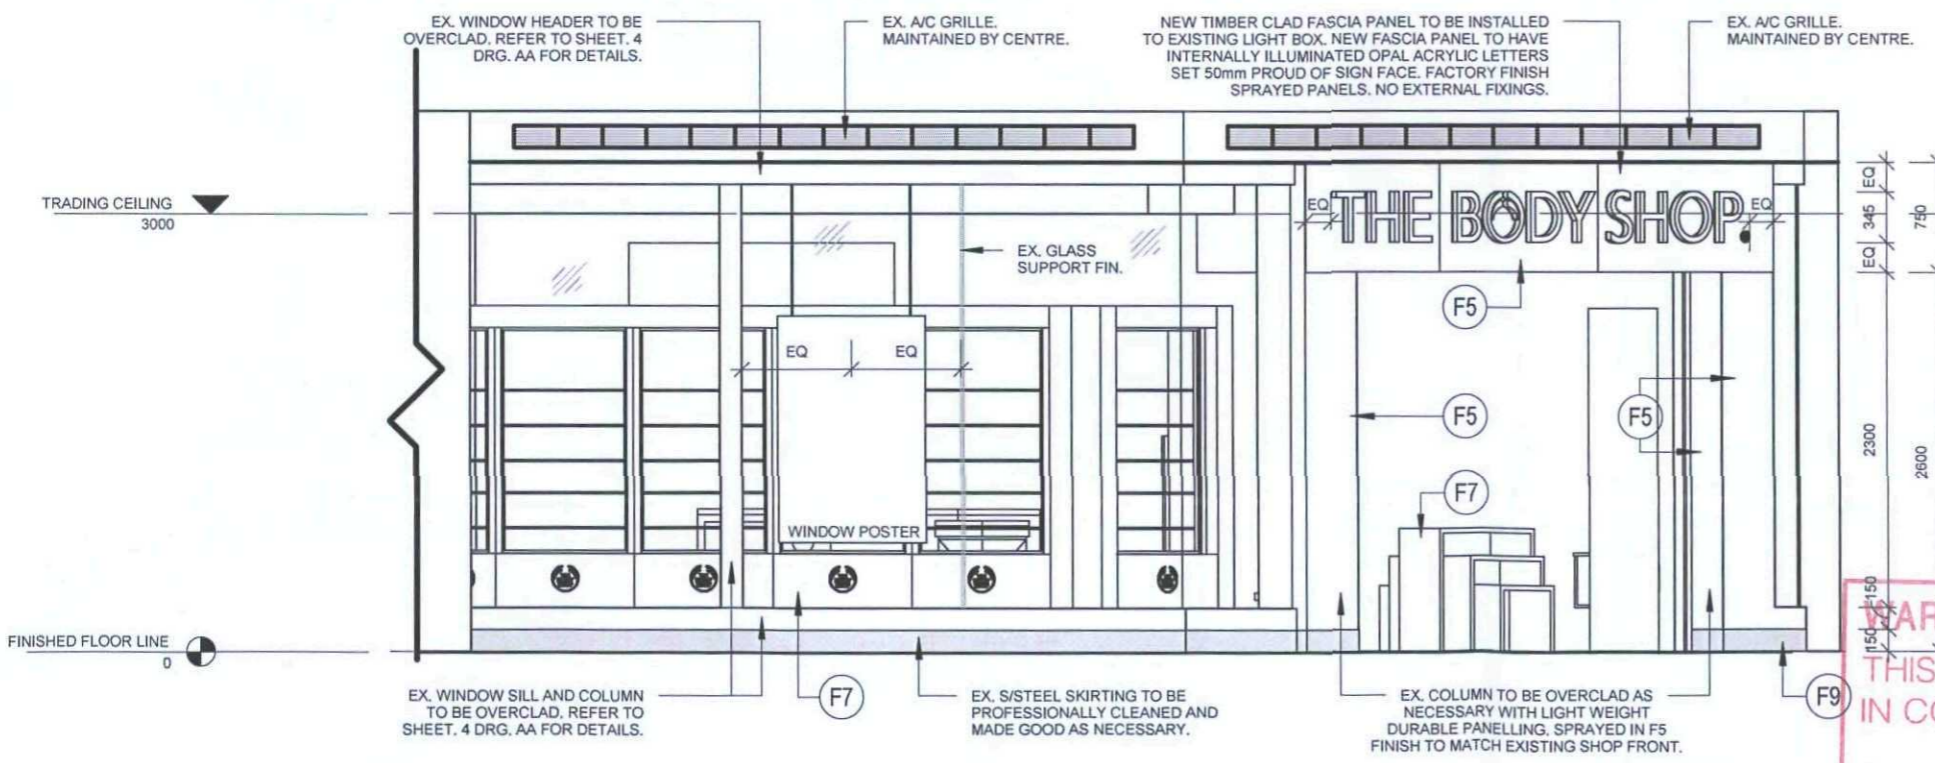 EX. WINDOW HEADER TO BE
OVERCLAD. REFER TO SHEET. 4
DRG. AA FOR DETAILS.
EX. A/C GRILLE.
MAINTAINED BY CENTRE.
NEW TIMBER CLAD FASCIA PANEL TO BE INSTALLED
TO EXISTING LIGHT BOX. NEW FASCIA PANEL TO HAVE
INTERNALLY ILLUMINATED OPAL ACRYLIC LETTERS
SET 50mm PROUD OF SIGN FACE. FACTORY FINISH
SPRAYED PANELS. NO EXTERNAL FIXINGS.
EX. A/C GRILLE.
MAINTAINED BY CENTRE.
TRADING CEILING
3000
EQ
THE BODY SHOP
EQ
EQ
345
EQ
750
EX. GLASS
SUPPORT FIN.
F5
EQ
EQ
F5
F5
2300
2600
F7
WINDOW POSTER
150
150
FINISHED FLOOR LINE
0
WAR
THIS
IN CO
EX. WINDOW SILL AND COLUMN
TO BE OVERCLAD. REFER TO
SHEET. 4 DRG. AA FOR DETAILS.
F7
EX. S/STEEL SKIRTING TO BE
PROFESSIONALLY CLEANED AND
MADE GOOD AS NECESSARY.
EX. COLUMN TO BE OVERCLAD AS
NECESSARY WITH LIGHT WEIGHT
DURABLE PANELLING. SPRAYED IN F5
FINISH TO MATCH EXISTING SHOP FRONT.
F9